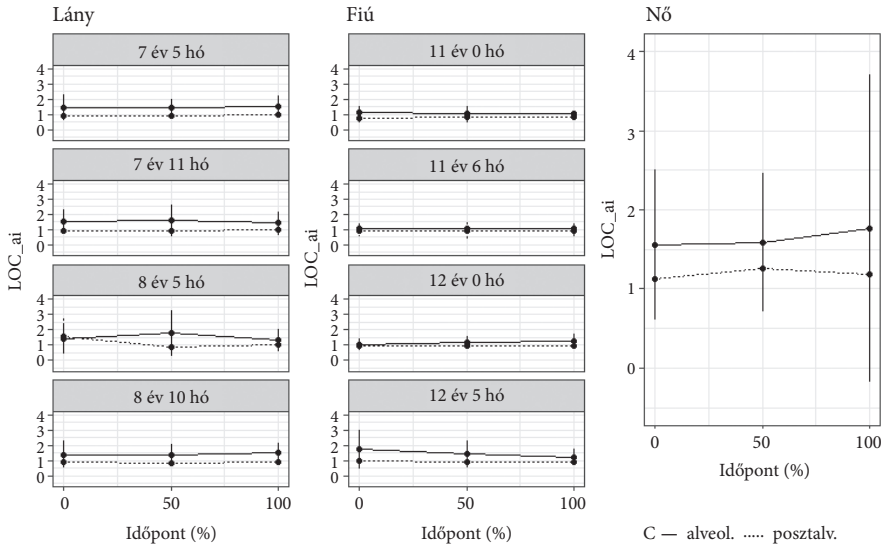 Lány
Fiú
Nő
7 év 5 hó
4
3
2
1
0
7 év 11 hó
4
3
2
1
0
8 év 5 hó
4
3
2
1
0
8 év 10 hó
4
3
2
1
0
LOC_ai
0 50 100
Időpont (%)
11 év 0 hó
4
3
2
1
0
11 év 6 hó
4
3
2
1
0
12 év 0 hó
4
3
2
1
0
12 év 5 hó
4
3
2
1
0
LOC_ai
0 50 100
Időpont (%)
4
3
2
1
0
LOC_ai
0 50 100
Időpont (%)
C — alveol. ····· posztalv.